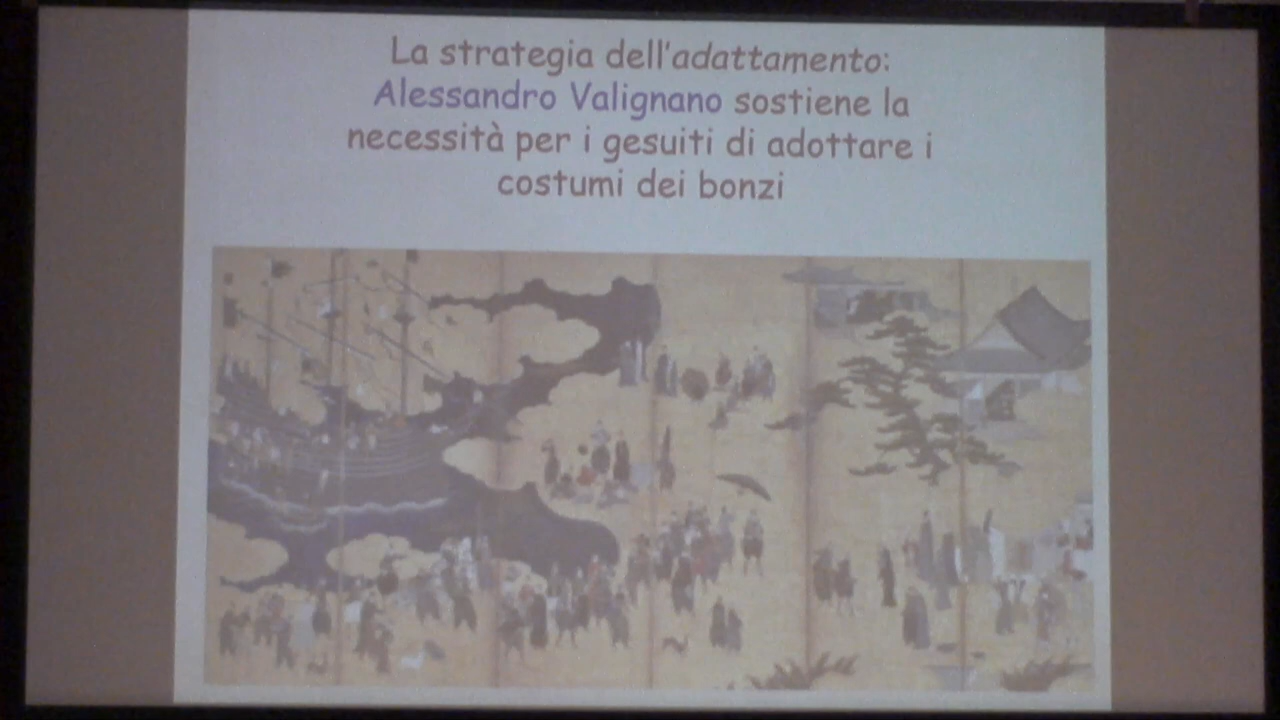 La strategia dell'adattamento:
Alessandro Valignano sostiene la
necessità per i gesuiti di adottare i
costumi dei bonzi